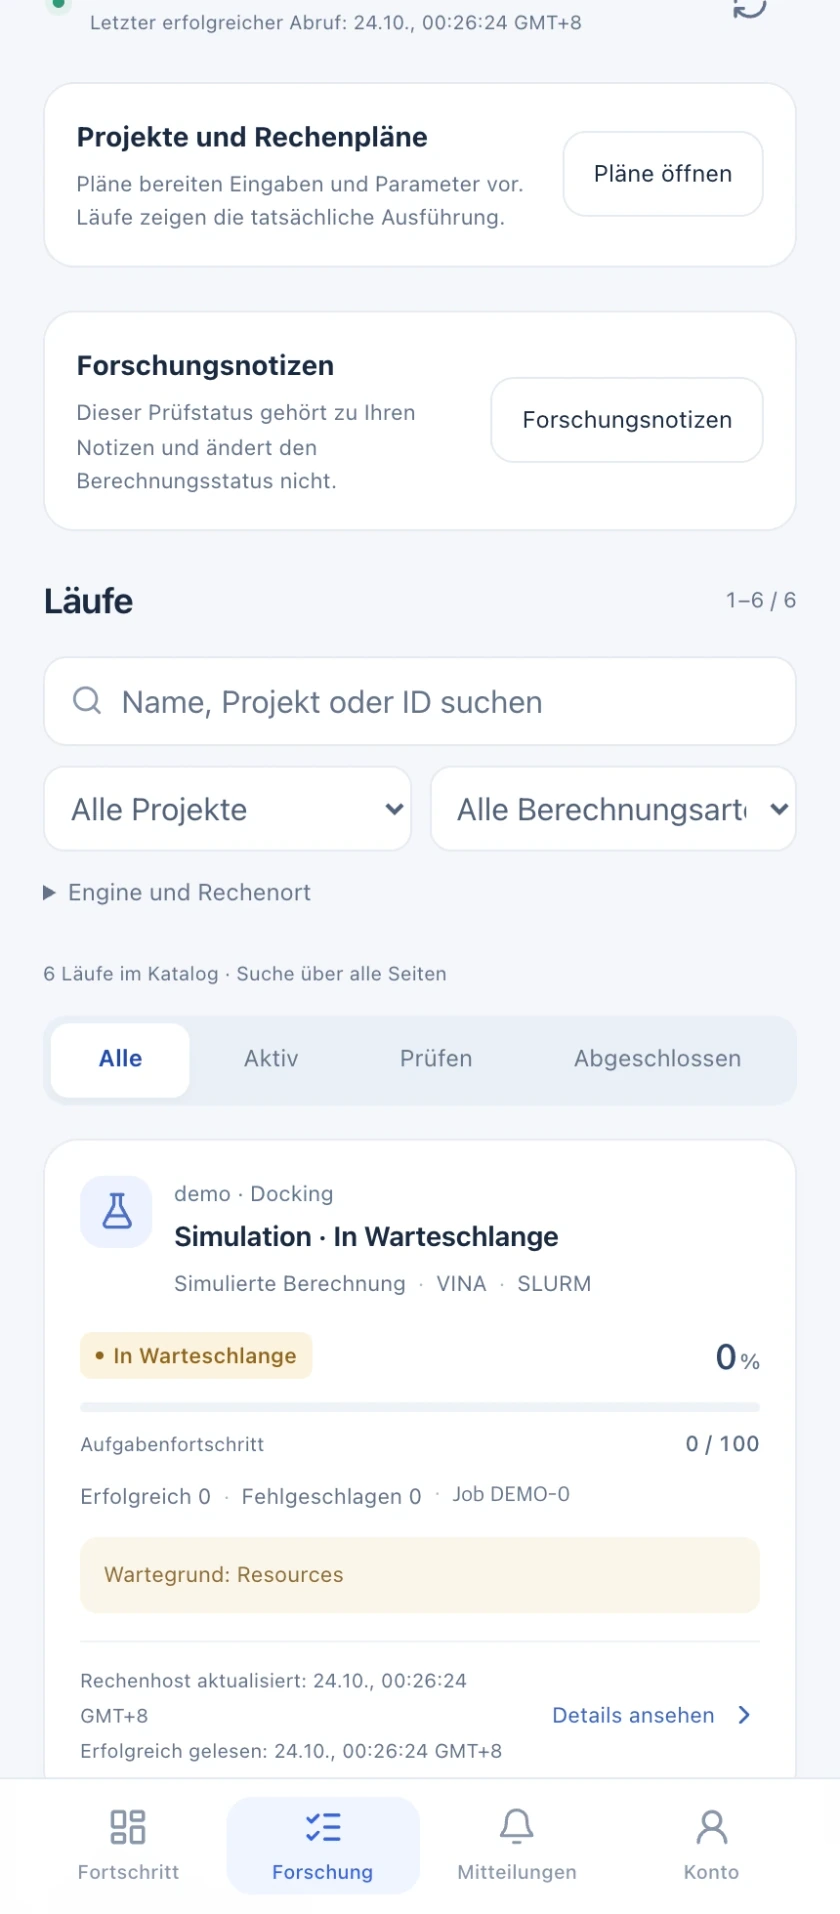 Letzter erfolgreicher Abruf: 24.10., 00:26:24 GMT+8
Projekte und Rechenpläne
Pläne bereiten Eingaben und Parameter vor.
Läufe zeigen die tatsächliche Ausführung.
Pläne öffnen
Forschungsnotizen
Dieser Prüfstatus gehört zu Ihren
Notizen und ändert den
Berechnungsstatus nicht.
Forschungsnotizen
Läufe
1–6 / 6
Name, Projekt oder ID suchen
Alle Projekte
Alle Berechnungsart
Engine und Rechenort
6 Läufe im Katalog · Suche über alle Seiten
Alle
Aktiv
Prüfen
Abgeschlossen
demo · Docking
Simulation · In Warteschlange
Simulierte Berechnung · VINA · SLURM
• In Warteschlange
0 %
Aufgabenfortschritt
0 / 100
Erfolgreich 0 · Fehlgeschlagen 0 · Job DEMO-0
Wartegrund: Resources
Rechenhost aktualisiert: 24.10., 00:26:24
GMT+8
Erfolgreich gelesen: 24.10., 00:26:24 GMT+8
Details ansehen
Fortschritt
Forschung
Mitteilungen
Konto